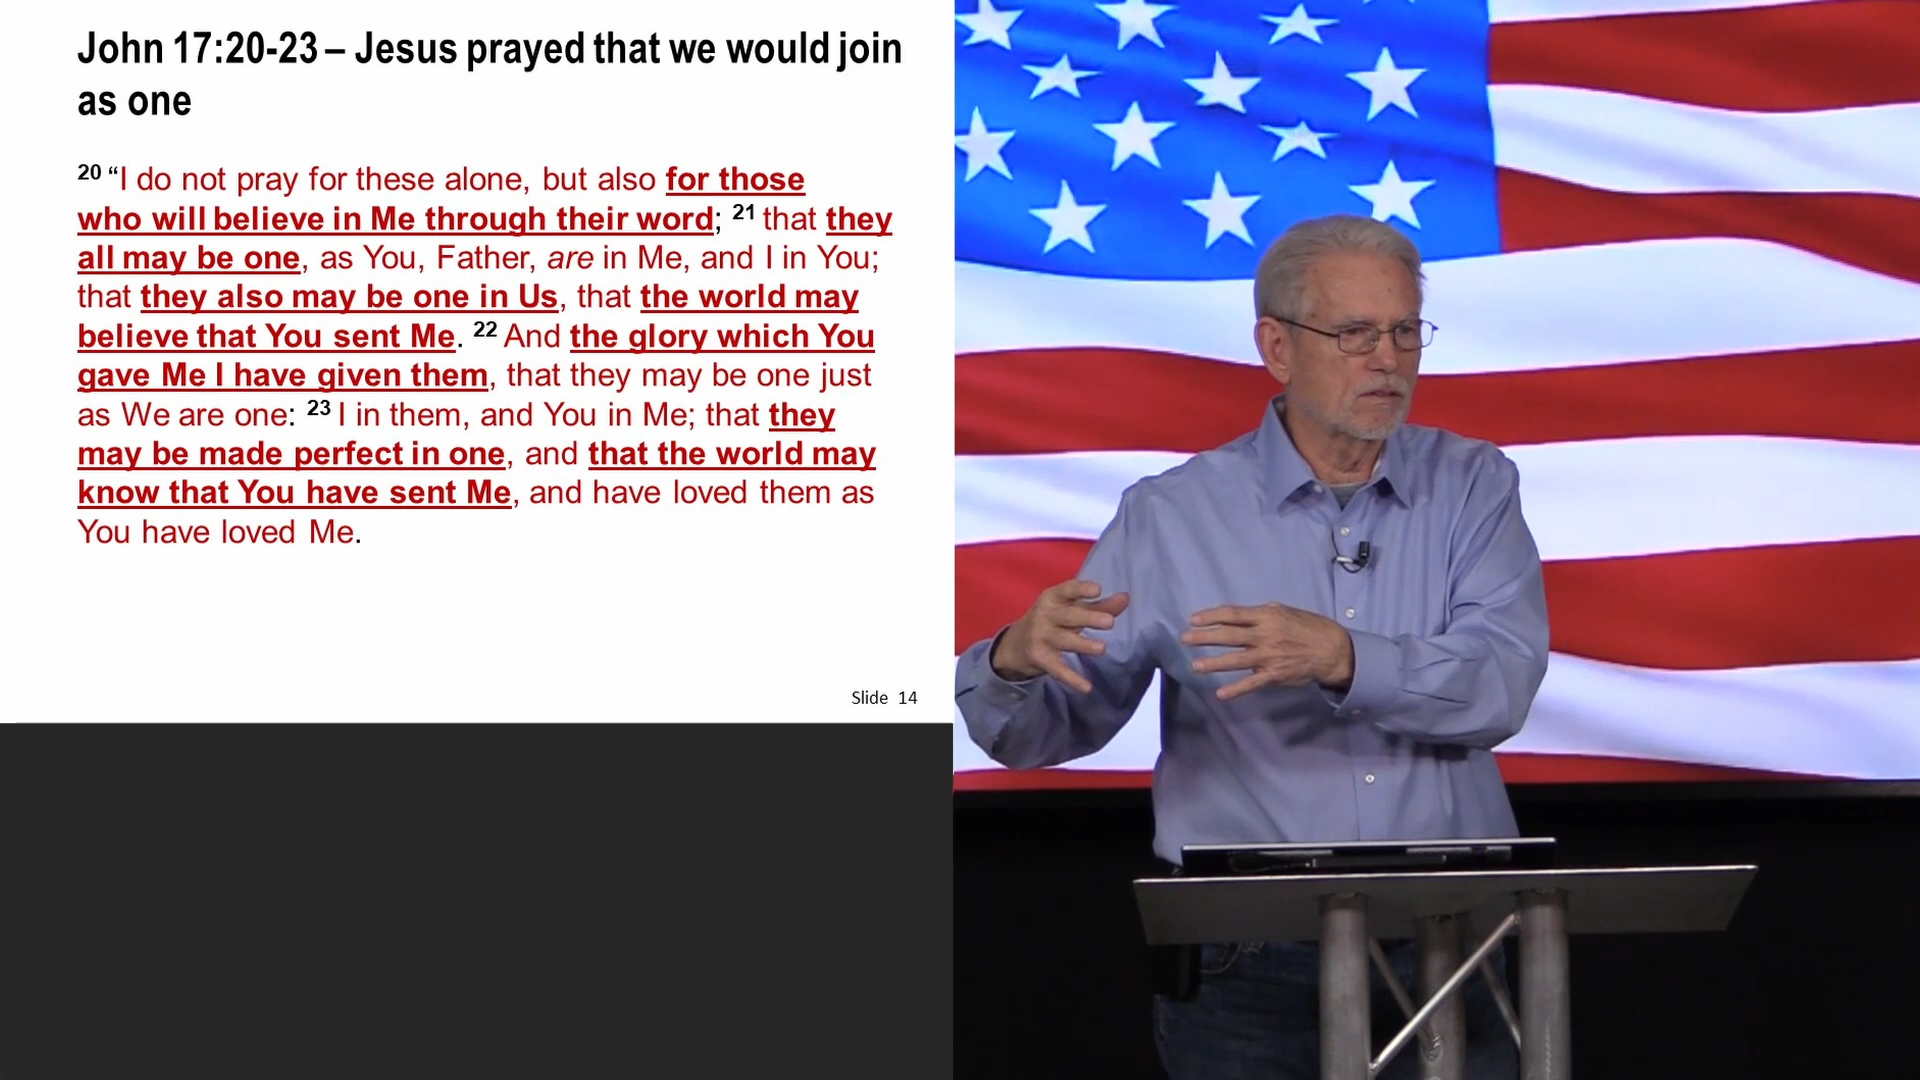 John 17:20-23 – Jesus prayed that we would join
as one
20 “I do not pray for these alone, but also for those
who will believe in Me through their word; 21 that they
all may be one, as You, Father, are in Me, and I in You;
that they also may be one in Us, that the world may
believe that You sent Me. 22 And the glory which You
gave Me I have given them, that they may be one just
as We are one: 23 I in them, and You in Me; that they
may be made perfect in one, and that the world may
know that You have sent Me, and have loved them as
You have loved Me.
Slide 14